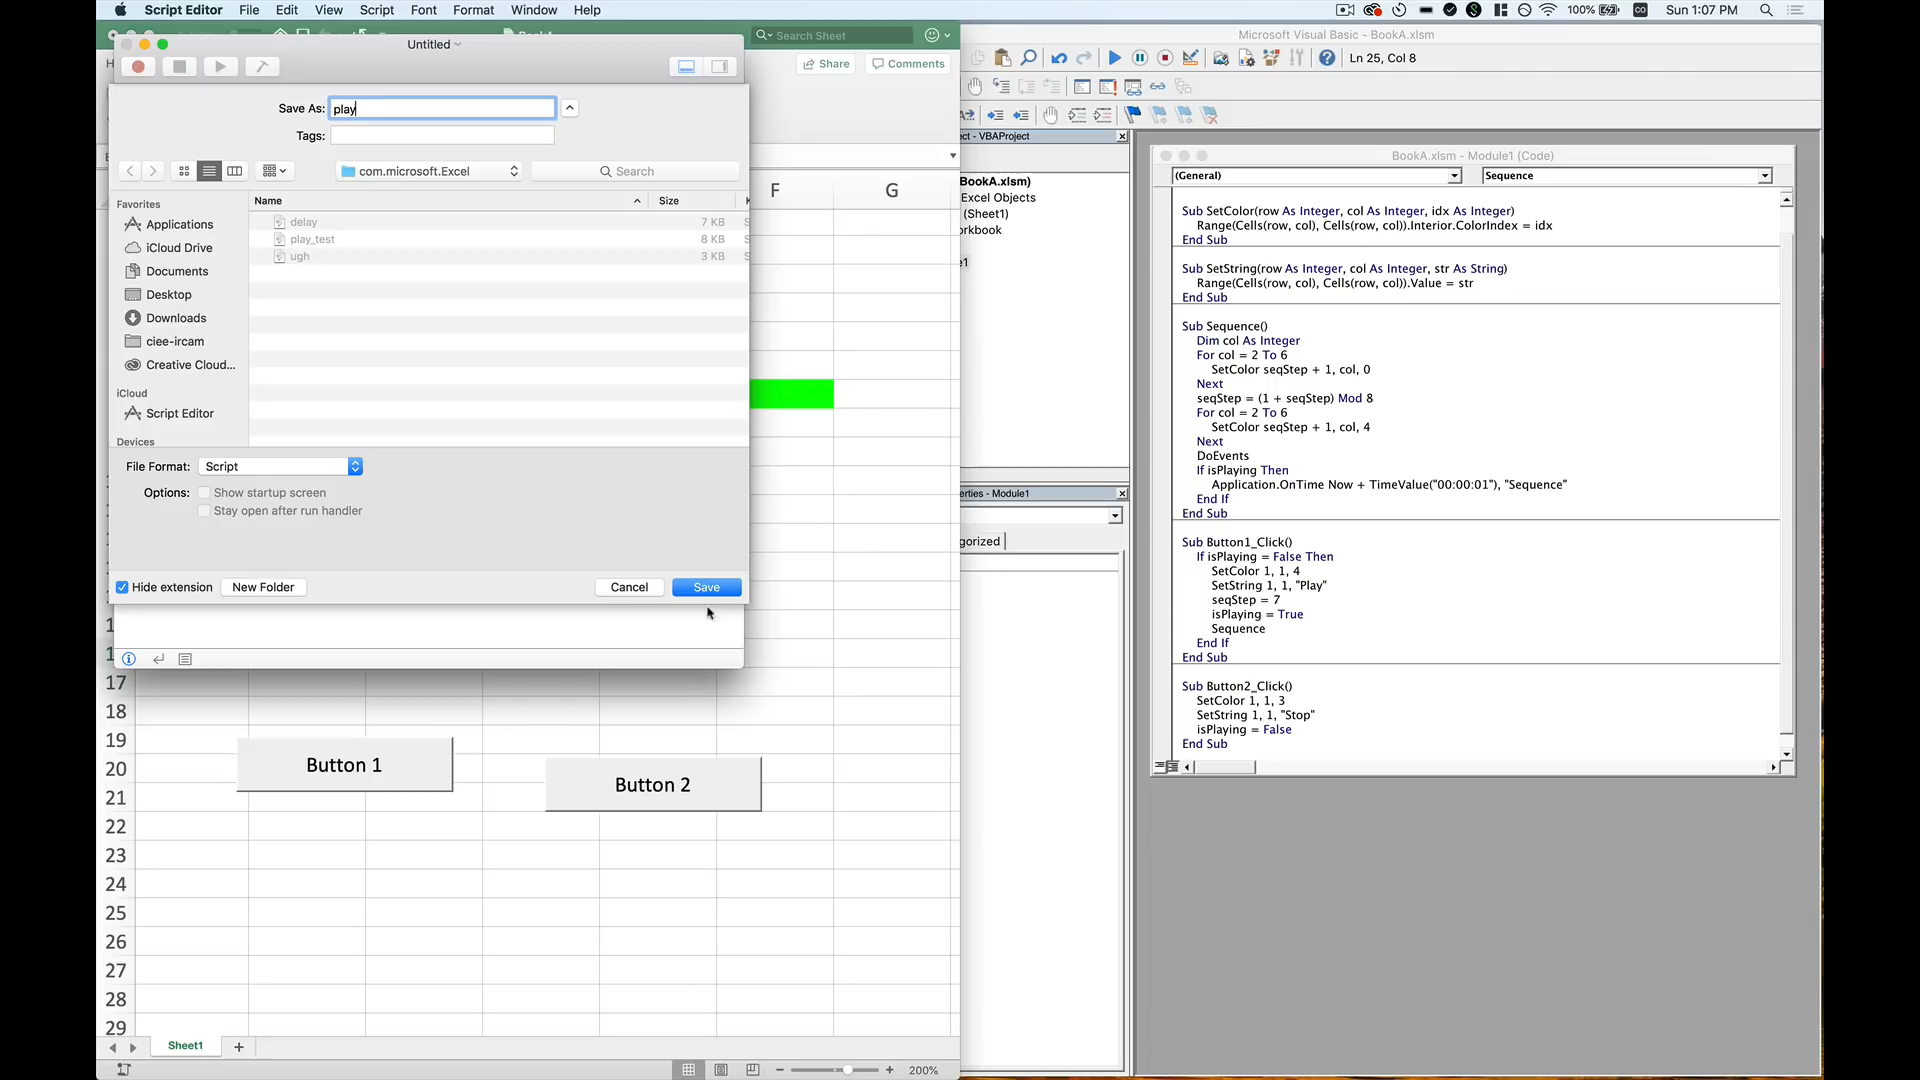 Script Editor File Edit View Script Font Format Window Help
100% Sun 1:07 PM
Untitled
Save As: play
Tags:
com.microsoft.Excel
Search
Favorites
Applications
iCloud Drive
Documents
Desktop
Downloads
ciee-ircam
Creative Cloud...
iCloud
Script Editor
Devices
Name Size
delay 7 KB
play_test 8 KB
ugh 3 KB
File Format: Script
Options: Show startup screen
Stay open after run handler
Hide extension New Folder Cancel Save
Search Sheet
Share Comments
F G
17
18
19
20
21
22
23
24
25
26
27
28
29
Button 1
Button 2
Sheet1
200%
Microsoft Visual Basic - BookA.xlsm
Ln 25, Col 8
ct - VBAProject
BookA.xlsm)
Excel Objects
(Sheet1)
orkbook
e1
erties - Module1
gorized
BookA.xlsm - Module1 (Code)
(General) Sequence
Sub SetColor(row As Integer, col As Integer, idx As Integer)
Range(Cells(row, col), Cells(row, col)).Interior.ColorIndex = idx
End Sub
Sub SetString(row As Integer, col As Integer, str As String)
Range(Cells(row, col), Cells(row, col)).Value = str
End Sub
Sub Sequence()
Dim col As Integer
For col = 2 To 6
SetColor seqStep + 1, col, 0
Next
seqStep = (1 + seqStep) Mod 8
For col = 2 To 6
SetColor seqStep + 1, col, 4
Next
DoEvents
If isPlaying Then
Application.OnTime Now + TimeValue("00:00:01"), "Sequence"
End If
End Sub
Sub Button1_Click()
If isPlaying = False Then
SetColor 1, 1, 4
SetString 1, 1, "Play"
seqStep = 7
isPlaying = True
Sequence
End If
End Sub
Sub Button2_Click()
SetColor 1, 1, 3
SetString 1, 1, "Stop"
isPlaying = False
End Sub